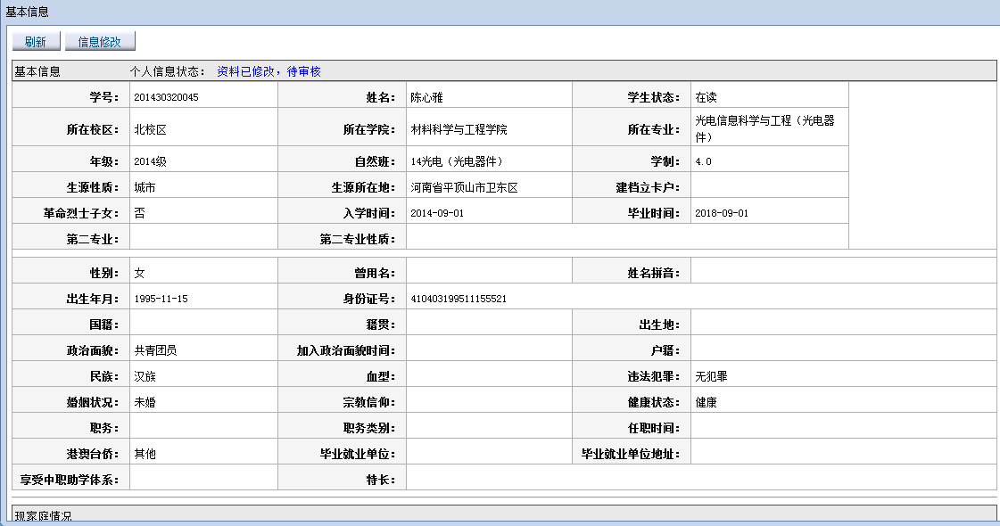 基本信息
刷新 信息修改
基本信息 个人信息状态： 资料已修改，待审核
学号： 201430320045 姓名： 陈心雅 学生状态： 在读
所在校区： 北校区 所在学院： 材料科学与工程学院 所在专业： 光电信息科学与工程（光电器
件）
年级： 2014级 自然班： 14光电（光电器件） 学制： 4.0
生源性质： 城市 生源所在地： 河南省平顶山市卫东区 建档立卡户：
革命烈士子女： 否 入学时间： 2014-09-01 毕业时间： 2018-09-01
第二专业： 第二专业性质：
性别： 女 曾用名： 姓名拼音：
出生年月： 1995-11-15 身份证号： 410403199511155521
国籍： 籍贯： 出生地：
政治面貌： 共青团员 加入政治面貌时间： 户籍：
民族： 汉族 血型： 违法犯罪： 无犯罪
婚姻状况： 未婚 宗教信仰： 健康状态： 健康
职务： 职务类别： 任职时间：
港澳台侨： 其他 毕业就业单位： 毕业就业单位地址：
享受中职助学体系： 特长：
现家庭情况